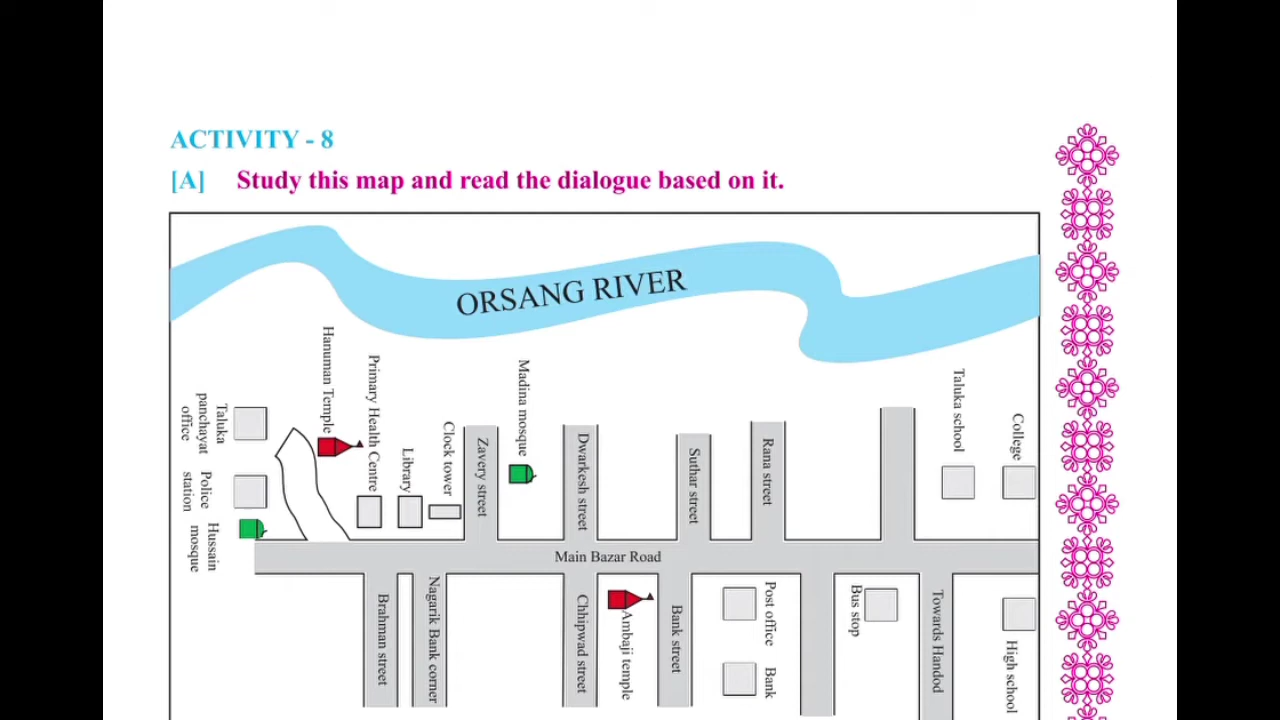 ACTIVITY - 8
[A] Study this map and read the dialogue based on it.
ORSANG RIVER
Hanuman Temple
Primary Health Centre
Library
Clock tower
Madina mosque
Taluka
panchayat
office
Police
station
Hussain
mosque
Zavery street
Dwarkesh street
Suthar street
Rana street
Taluka school
College
Main Bazar Road
Brahman street
Nagarik Bank corner
Chhipwad street
Ambaji temple
Bank street
Post office
Bank
Bus stop
Towards Handod
High school